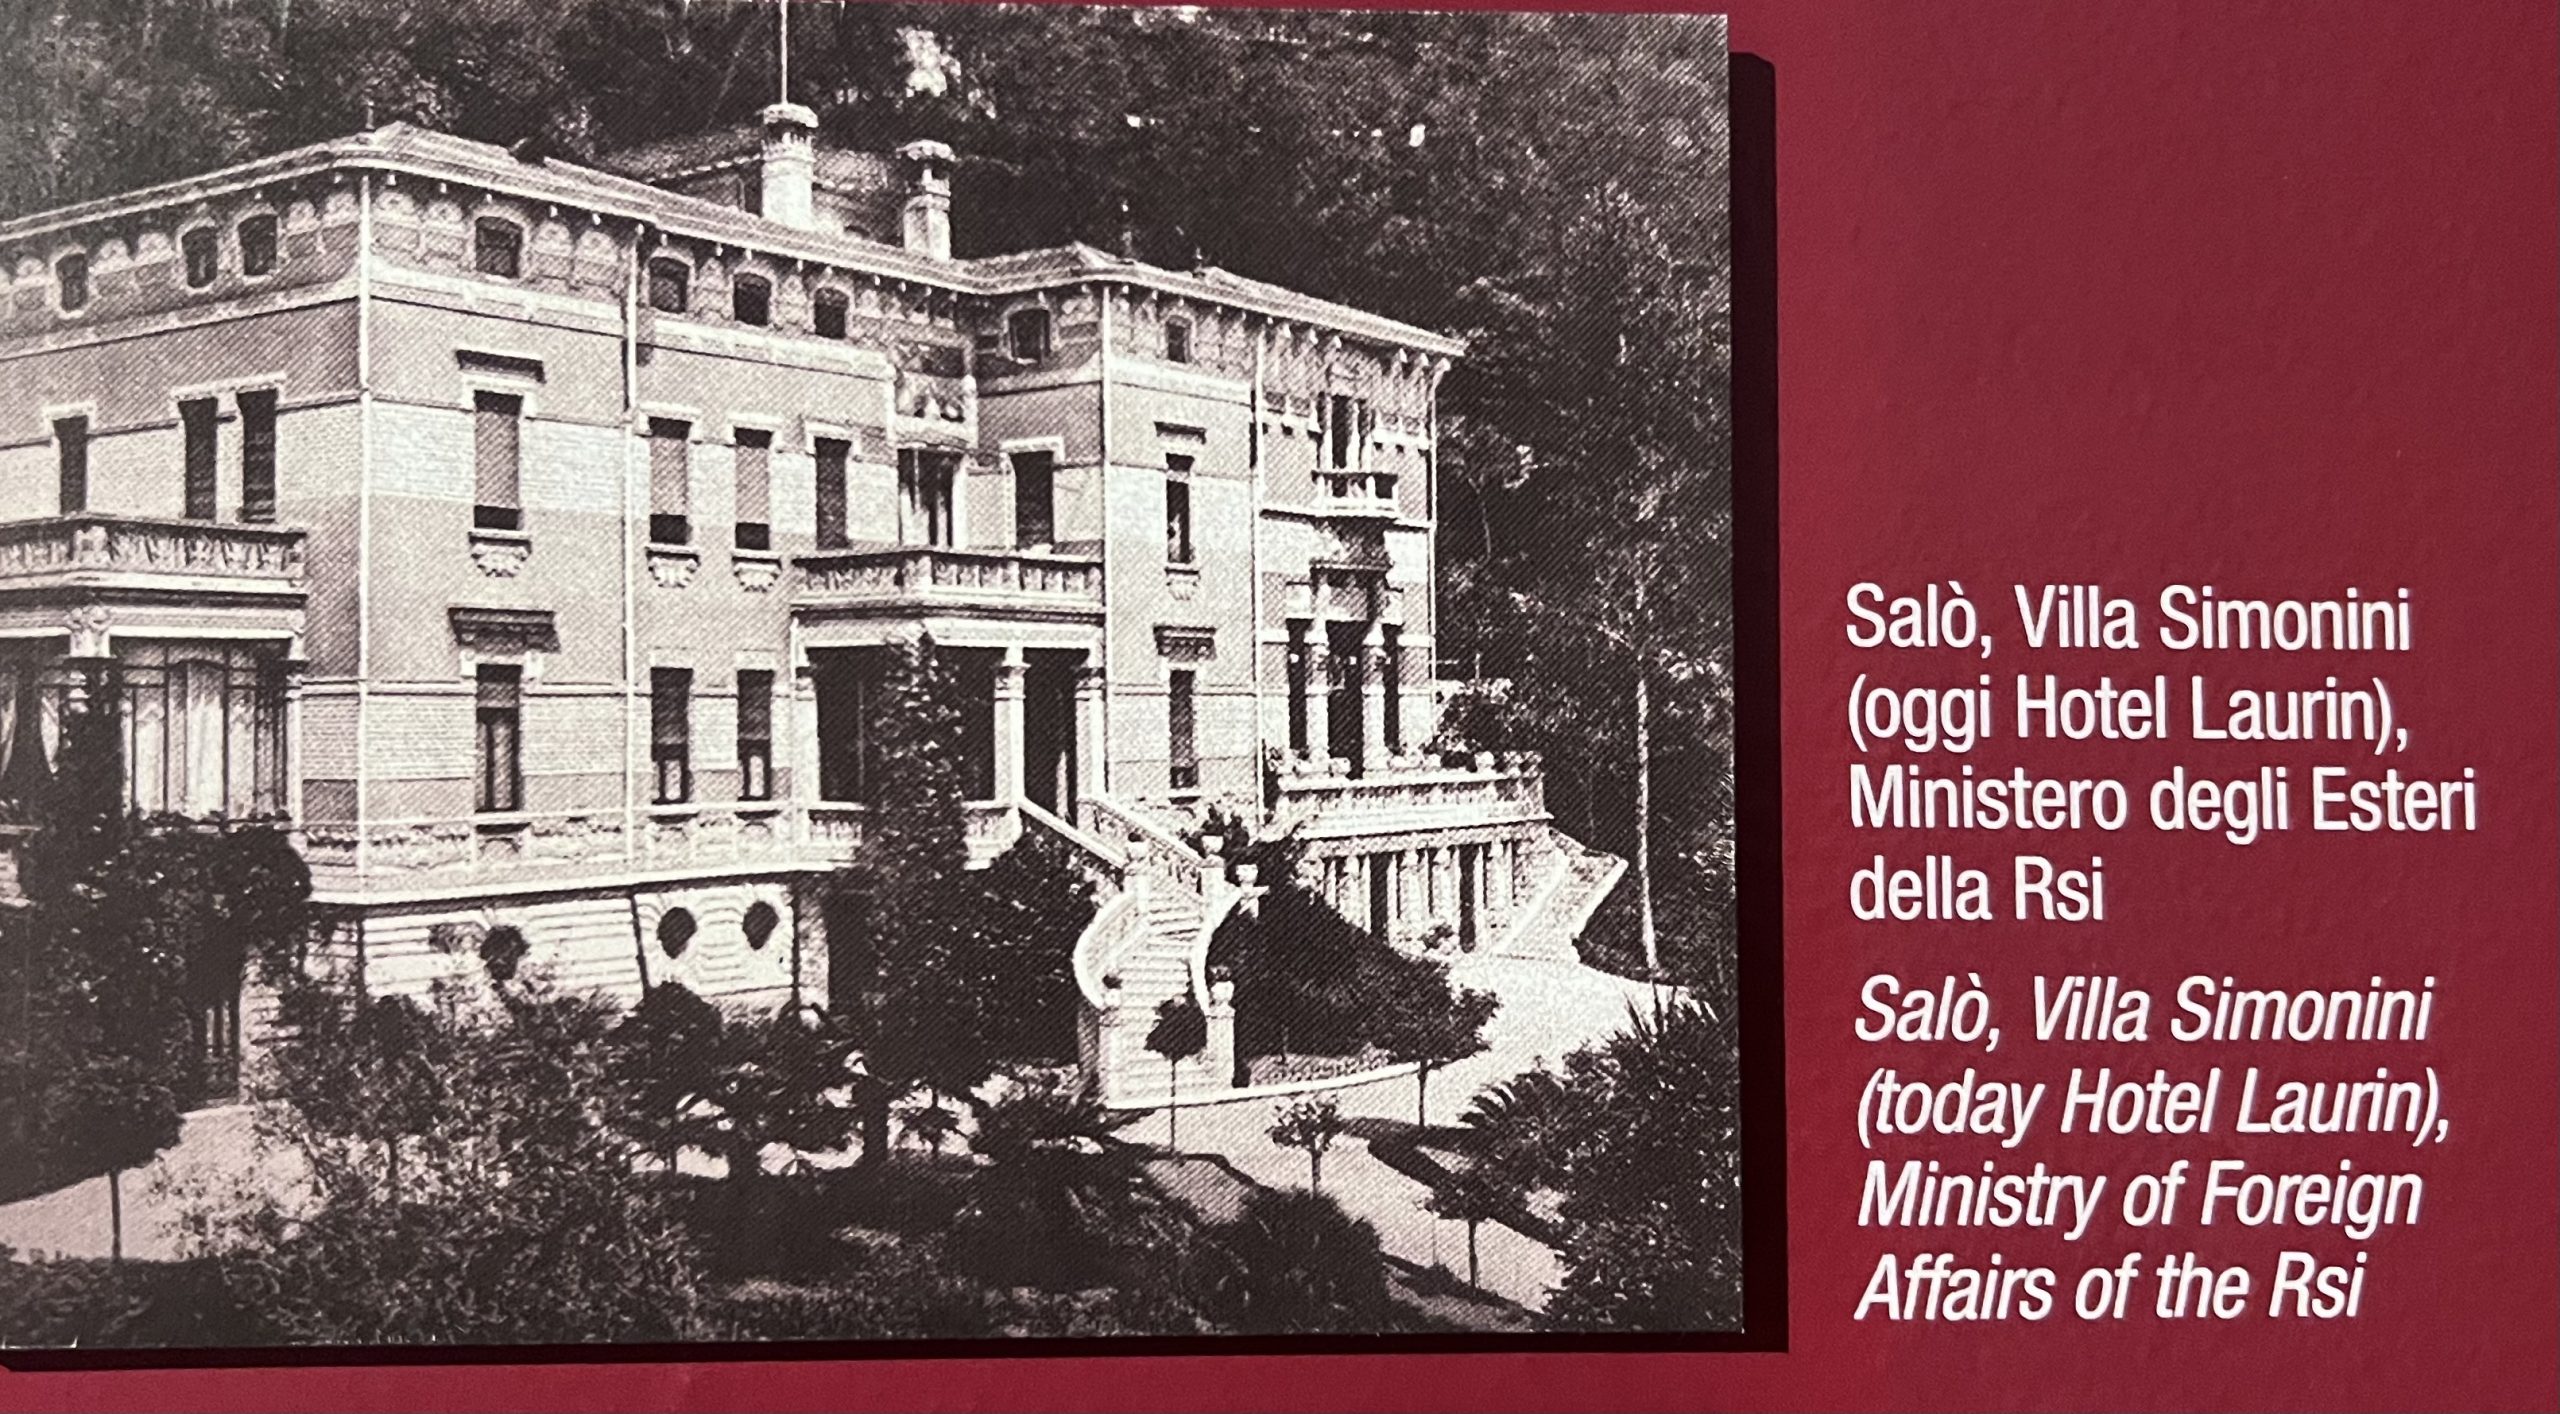 Salò, Villa Simonini
(oggi Hotel Laurin),
Ministero degli Esteri
della Rsi
Salò, Villa Simonini
(today Hotel Laurin),
Ministry of Foreign
Affairs of the Rsi